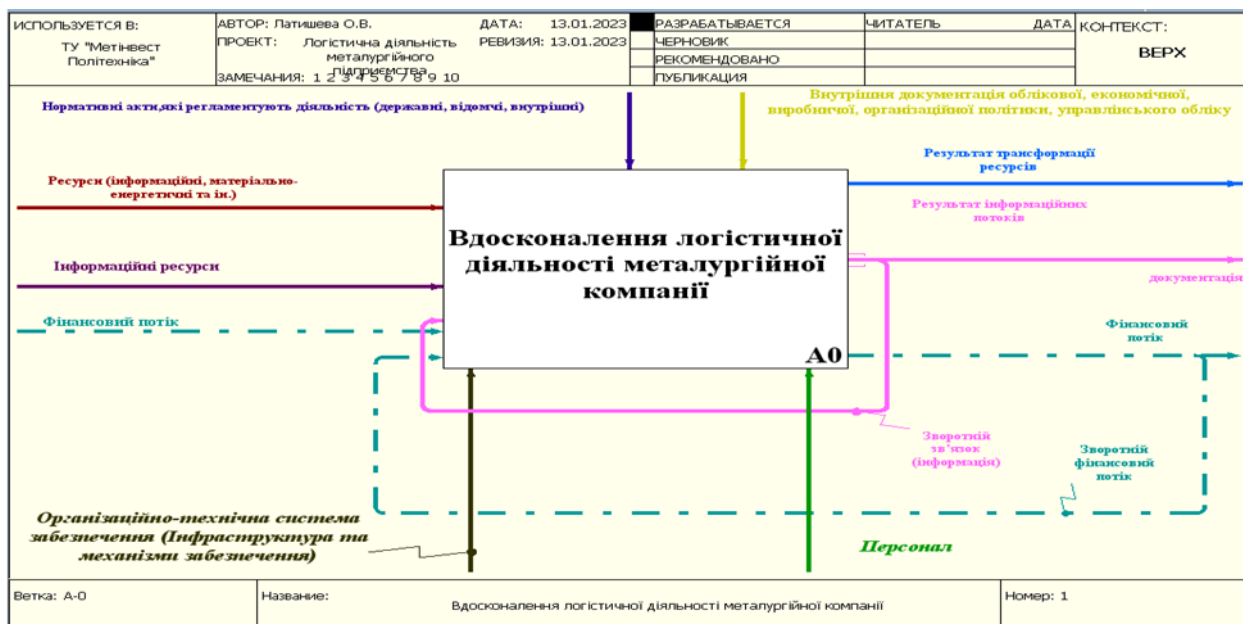 ИСПОЛЬЗУЕТСЯ В:
ТУ "Метінвест
Політехніка"
АВТОР: Латишева О.В.
ДАТА: 13.01.2023
ПРОЕКТ: Логістична діяльність
металургійного
підприємства
РЕВИЗИЯ: 13.01.2023
ЗАМЕЧАНИЯ: 1 2 3 4 5 6 7 8 9 10
РАЗРАБАТЫВАЕТСЯ
ЧЕРНОВИК
РЕКОМЕНДОВАНО
ПУБЛИКАЦИЯ
ЧИТАТЕЛЬ ДАТА
КОНТЕКСТ:
ВЕРХ
Нормативні акти,які регламентують діяльність (державні, відомчі, внутрішні)
Внутрішня документація облікової, економічної,
виробничої, організаційної політики, управлінського обліку
Ресурси (інформаційні, матеріально-
енергетичні та ін.)
Інформаційні ресурси
Фінансовий потік
Вдосконалення логістичної
діяльності металургійної
компанії
A0
Результат трансформації
ресурсів
Результат інформаційних
потоків
документація
Фінансовий
потік
Зворотній
зв'язок
(інформація)
Зворотній
фінансовий
потік
Організаційно-технічна система
забезпечення (Інфраструктура та
механізми забезпечення)
Персонал
Ветка: A-0
Название:
Вдосконалення логістичної діяльності металургійної компанії
Номер: 1